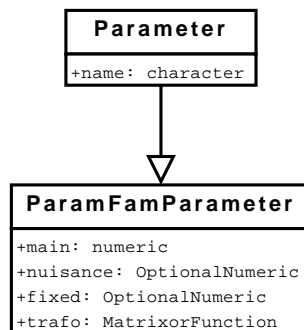 Parameter
+name: character
ParamFamParameter
+main: numeric
+nuisance: OptionalNumeric
+fixed: OptionalNumeric
+trafo: MatrixorFunction